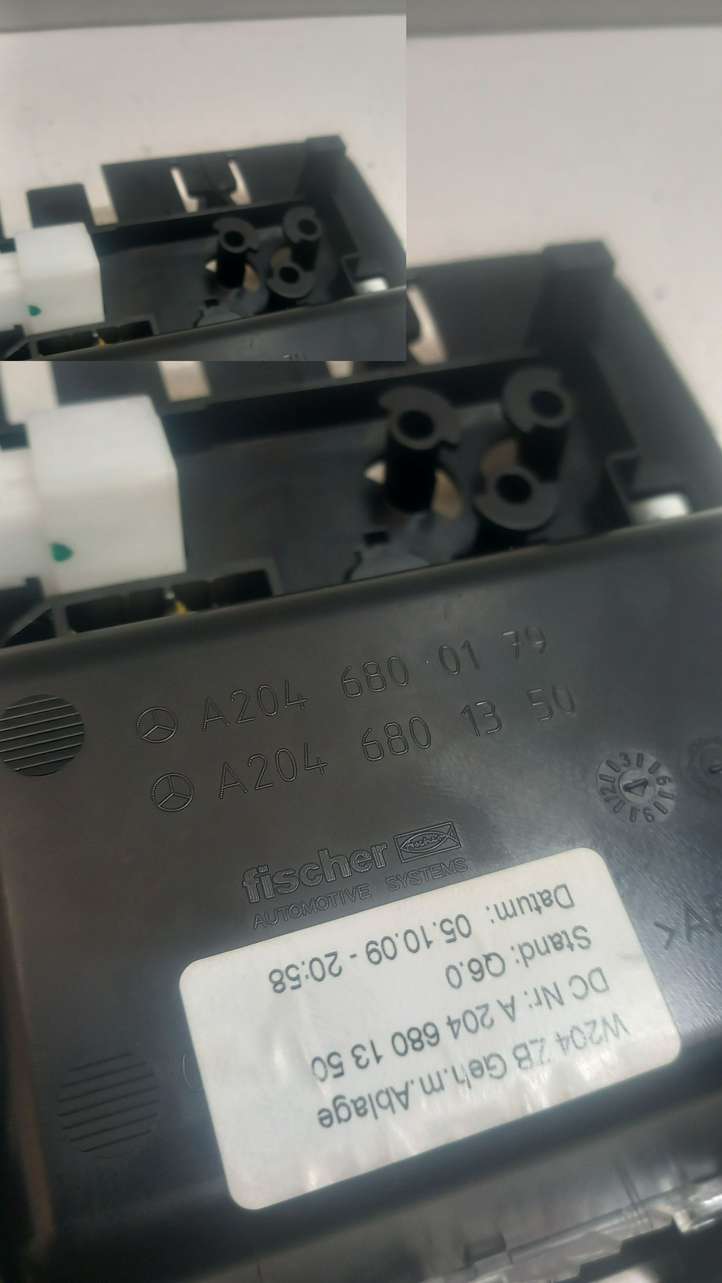 A204 680 01 79
A204 680 13 50
fischer
AUTOMOTIVE SYSTEMS
W204 ZB Geh.m.Ablage
DC Nr: A 204 680 13 50
Stand: Q6.0
Datum: 05.10.09 - 20:58